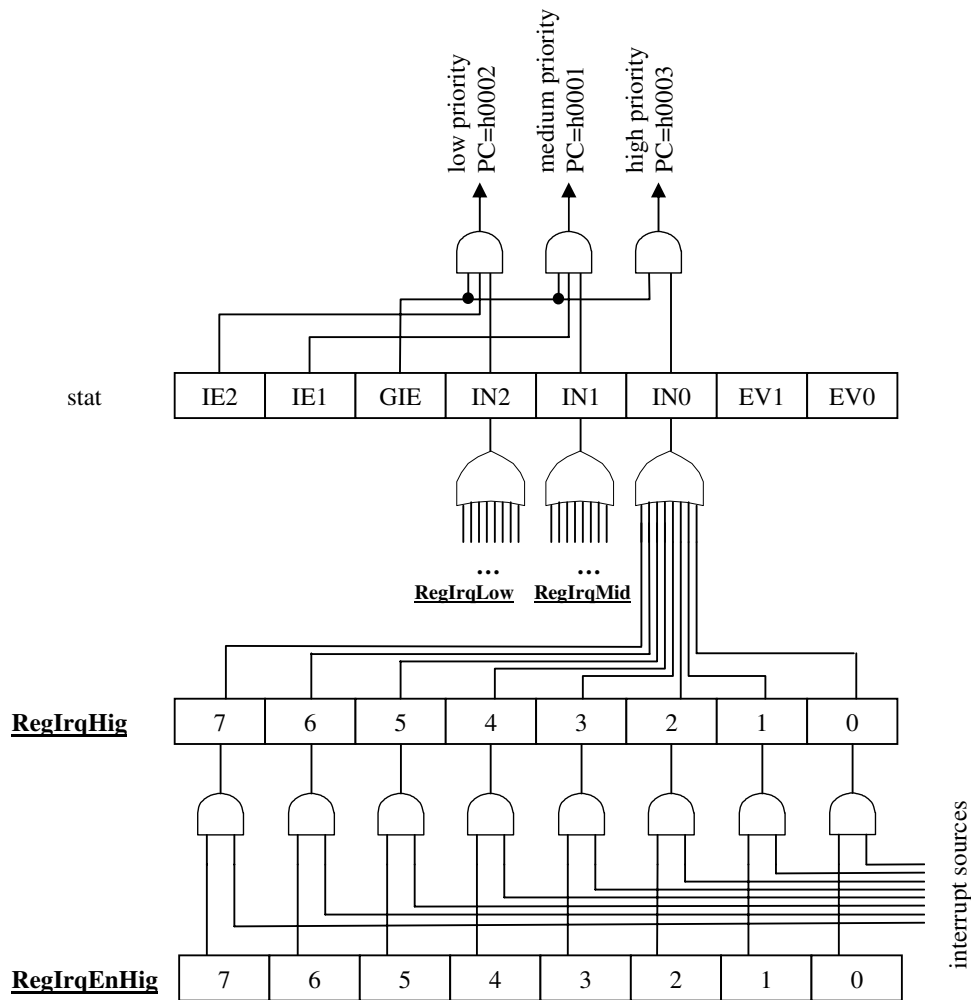 low priority
PC=h0002
medium priority
PC=h0001
high priority
PC=h0003
stat IE2 IE1 GIE IN2 IN1 IN0 EV1 EV0
... ...
RegIrqLow RegIrqMid
RegIrqHig 7 6 5 4 3 2 1 0
interrupt sources
RegIrqEnHig 7 6 5 4 3 2 1 0